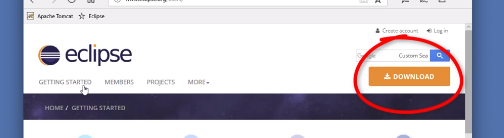 Apache Tomcat Eclipse
Create account Log in
eclipse
Google Custom Sea
DOWNLOAD
GETTING STARTED MEMBERS PROJECTS MORE
HOME / GETTING STARTED